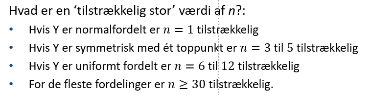 Hvad er en ‘tilstrækkelig stor’ værdi af n?:
• Hvis Y er normalfordelt er n = 1 tilstrækkelig
• Hvis Y er symmetrisk med ét toppunkt er n = 3 til 5 tilstrækkelig
• Hvis Y er uniformt fordelt er n = 6 til 12 tilstrækkelig
• For de fleste fordelinger er n ≥ 30 tilstrækkelig.